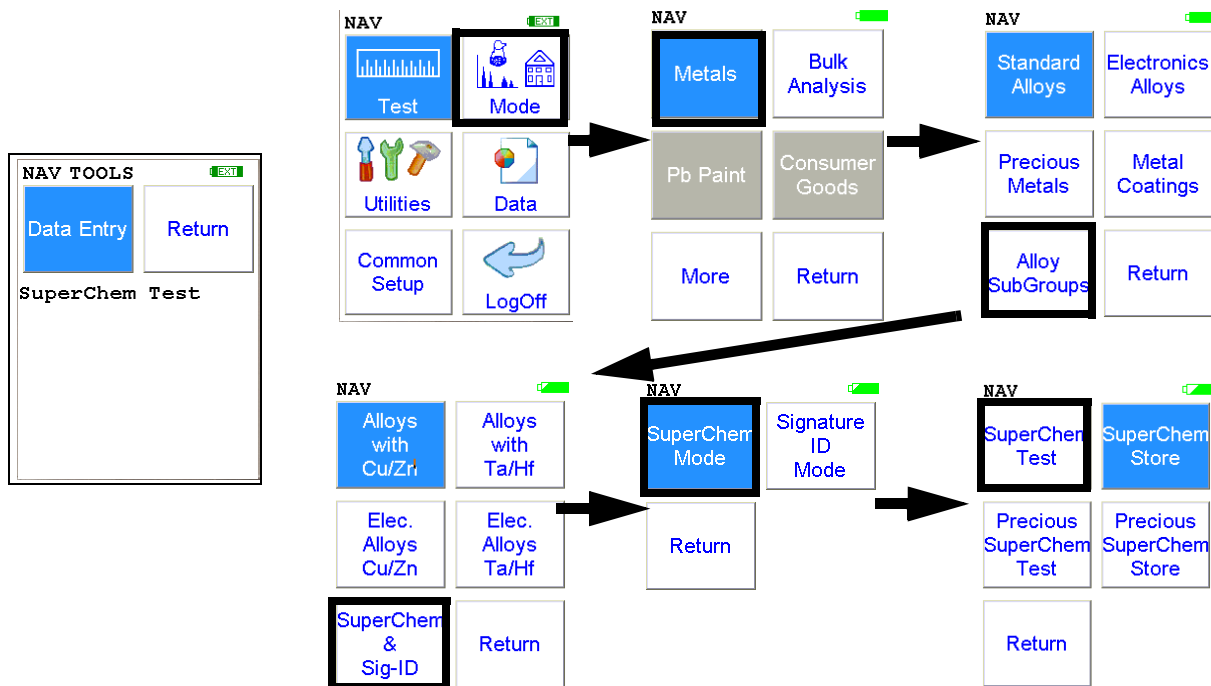 NAV TOOLS
EXT
Data Entry
Return
SuperChem Test
NAV
EXT
Test
Mode
Utilities
Data
Common
Setup
LogOff
NAV
Metals
Bulk
Analysis
Pb Paint
Consumer
Goods
More
Return
NAV
Standard
Alloys
Electronics
Alloys
Precious
Metals
Metal
Coatings
Alloy
SubGroups
Return
NAV
Alloys
with
Cu/Zn
Alloys
with
Ta/Hf
Elec.
Alloys
Cu/Zn
Elec.
Alloys
Ta/Hf
SuperChem
&
Sig-ID
Return
NAV
SuperChem
Mode
Signature
ID
Mode
Return
NAV
SuperChem
Test
SuperChem
Store
Precious
SuperChem
Test
Precious
SuperChem
Store
Return